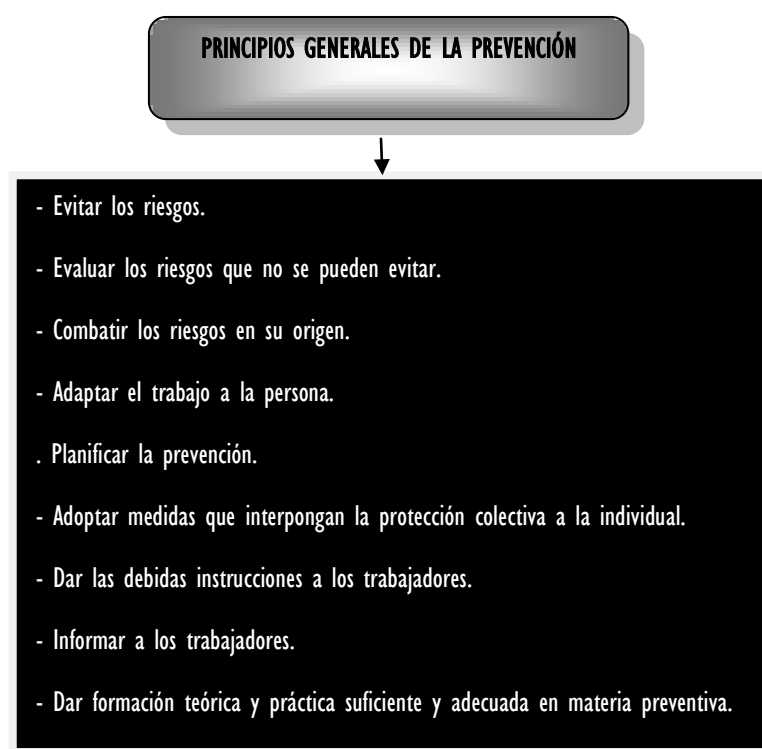 PRINCIPIOS GENERALES DE LA PREVENCIÓN
- Evitar los riesgos.
- Evaluar los riesgos que no se pueden evitar.
- Combatir los riesgos en su origen.
- Adaptar el trabajo a la persona.
. Planificar la prevención.
- Adoptar medidas que interpongan la protección colectiva a la individual.
- Dar las debidas instrucciones a los trabajadores.
- Informar a los trabajadores.
- Dar formación teórica y práctica suficiente y adecuada en materia preventiva.